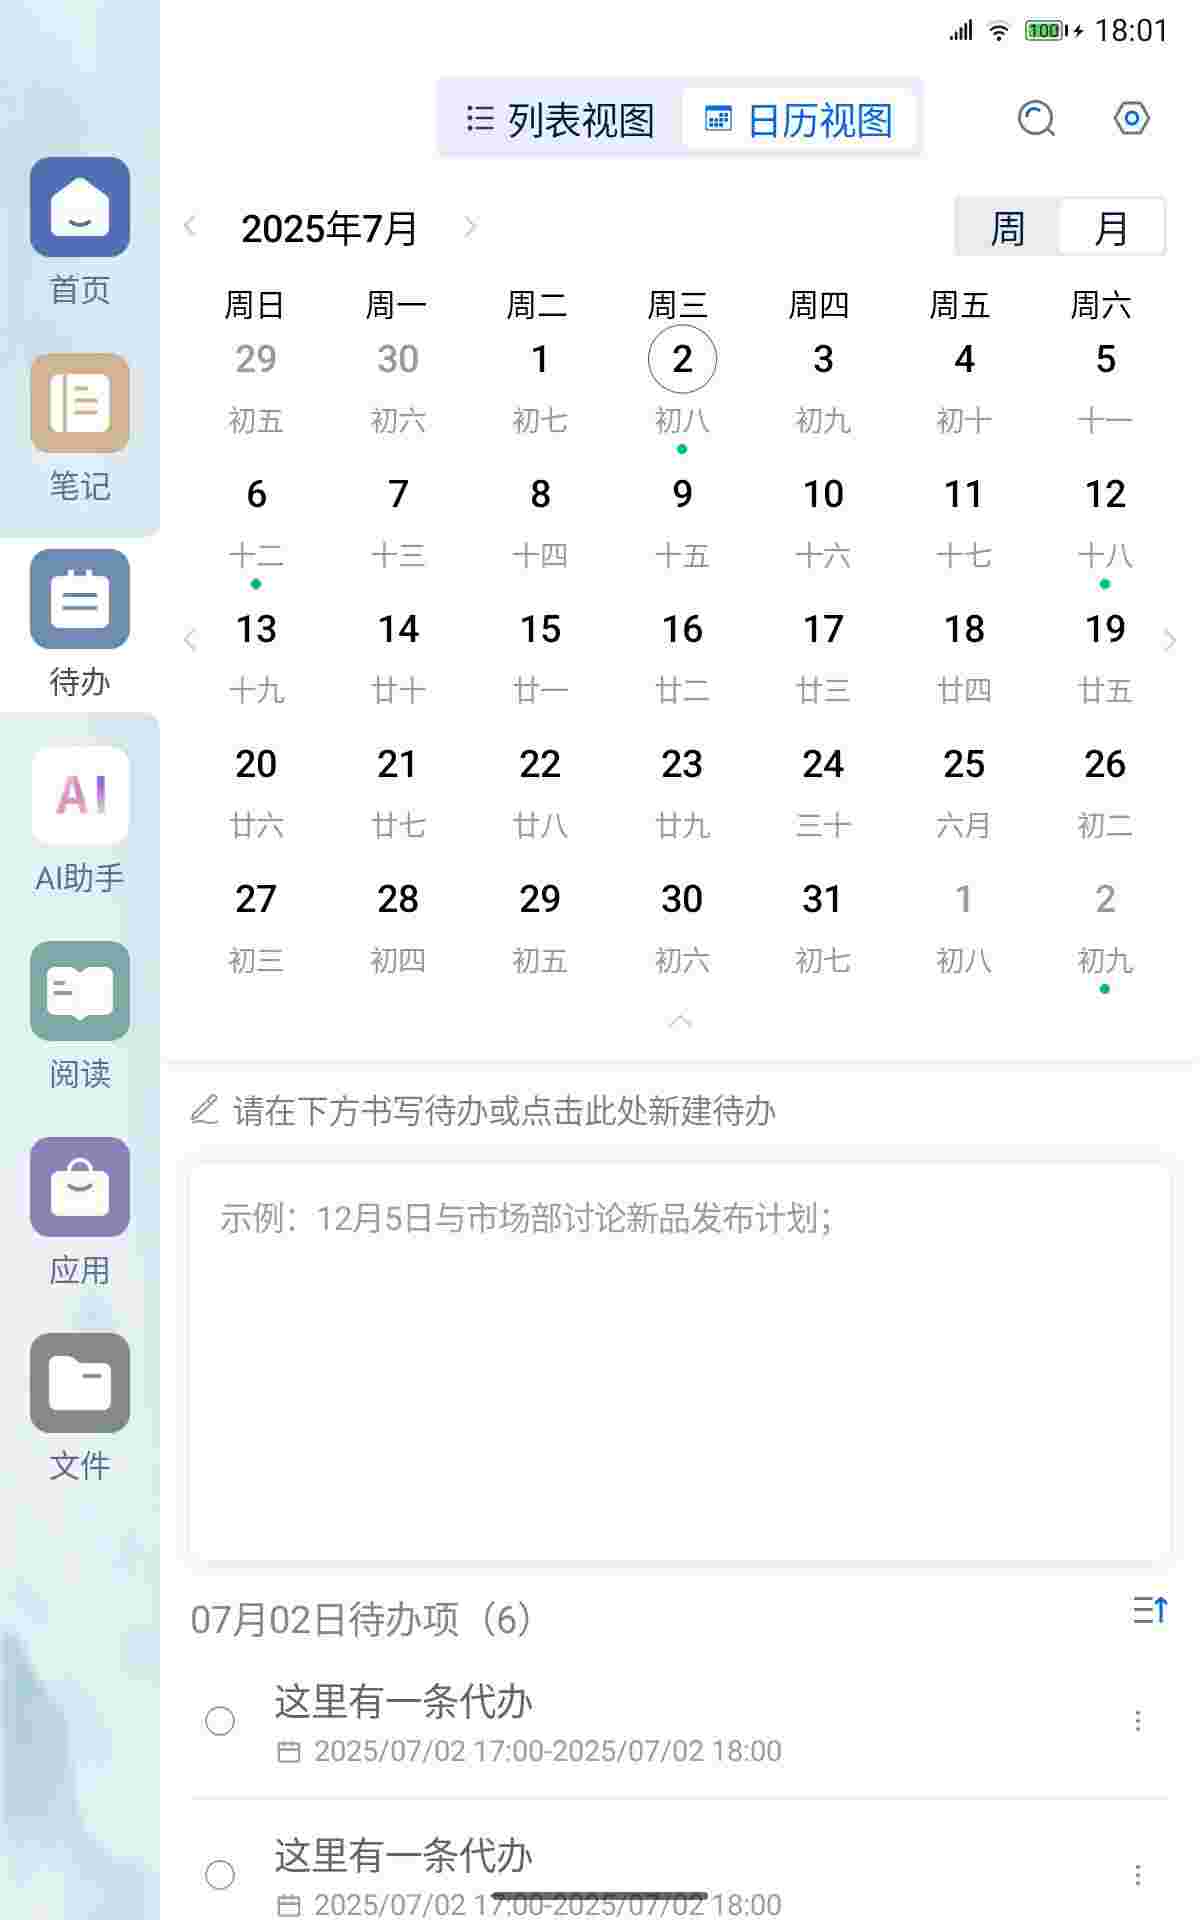 100 18:01
列表视图 日历视图
2025年7月 周 月
周日 周一 周二 周三 周四 周五 周六
29 30 1 2 3 4 5
初五 初六 初七 初八 初九 初十 十一
6 7 8 9 10 11 12
十二 十三 十四 十五 十六 十七 十八
13 14 15 16 17 18 19
十九 廿十 廿一 廿二 廿三 廿四 廿五
20 21 22 23 24 25 26
廿六 廿七 廿八 廿九 三十 六月 初二
27 28 29 30 31 1 2
初三 初四 初五 初六 初七 初八 初九
请在下方书写待办或点击此处新建待办
示例：12月5日与市场部讨论新品发布计划；
07月02日待办项（6）
这里有一条代办
2025/07/02 17:00-2025/07/02 18:00
这里有一条代办
2025/07/02 17:00-2025/07/02 18:00
首页
笔记
待办
AI
AI助手
阅读
应用
文件